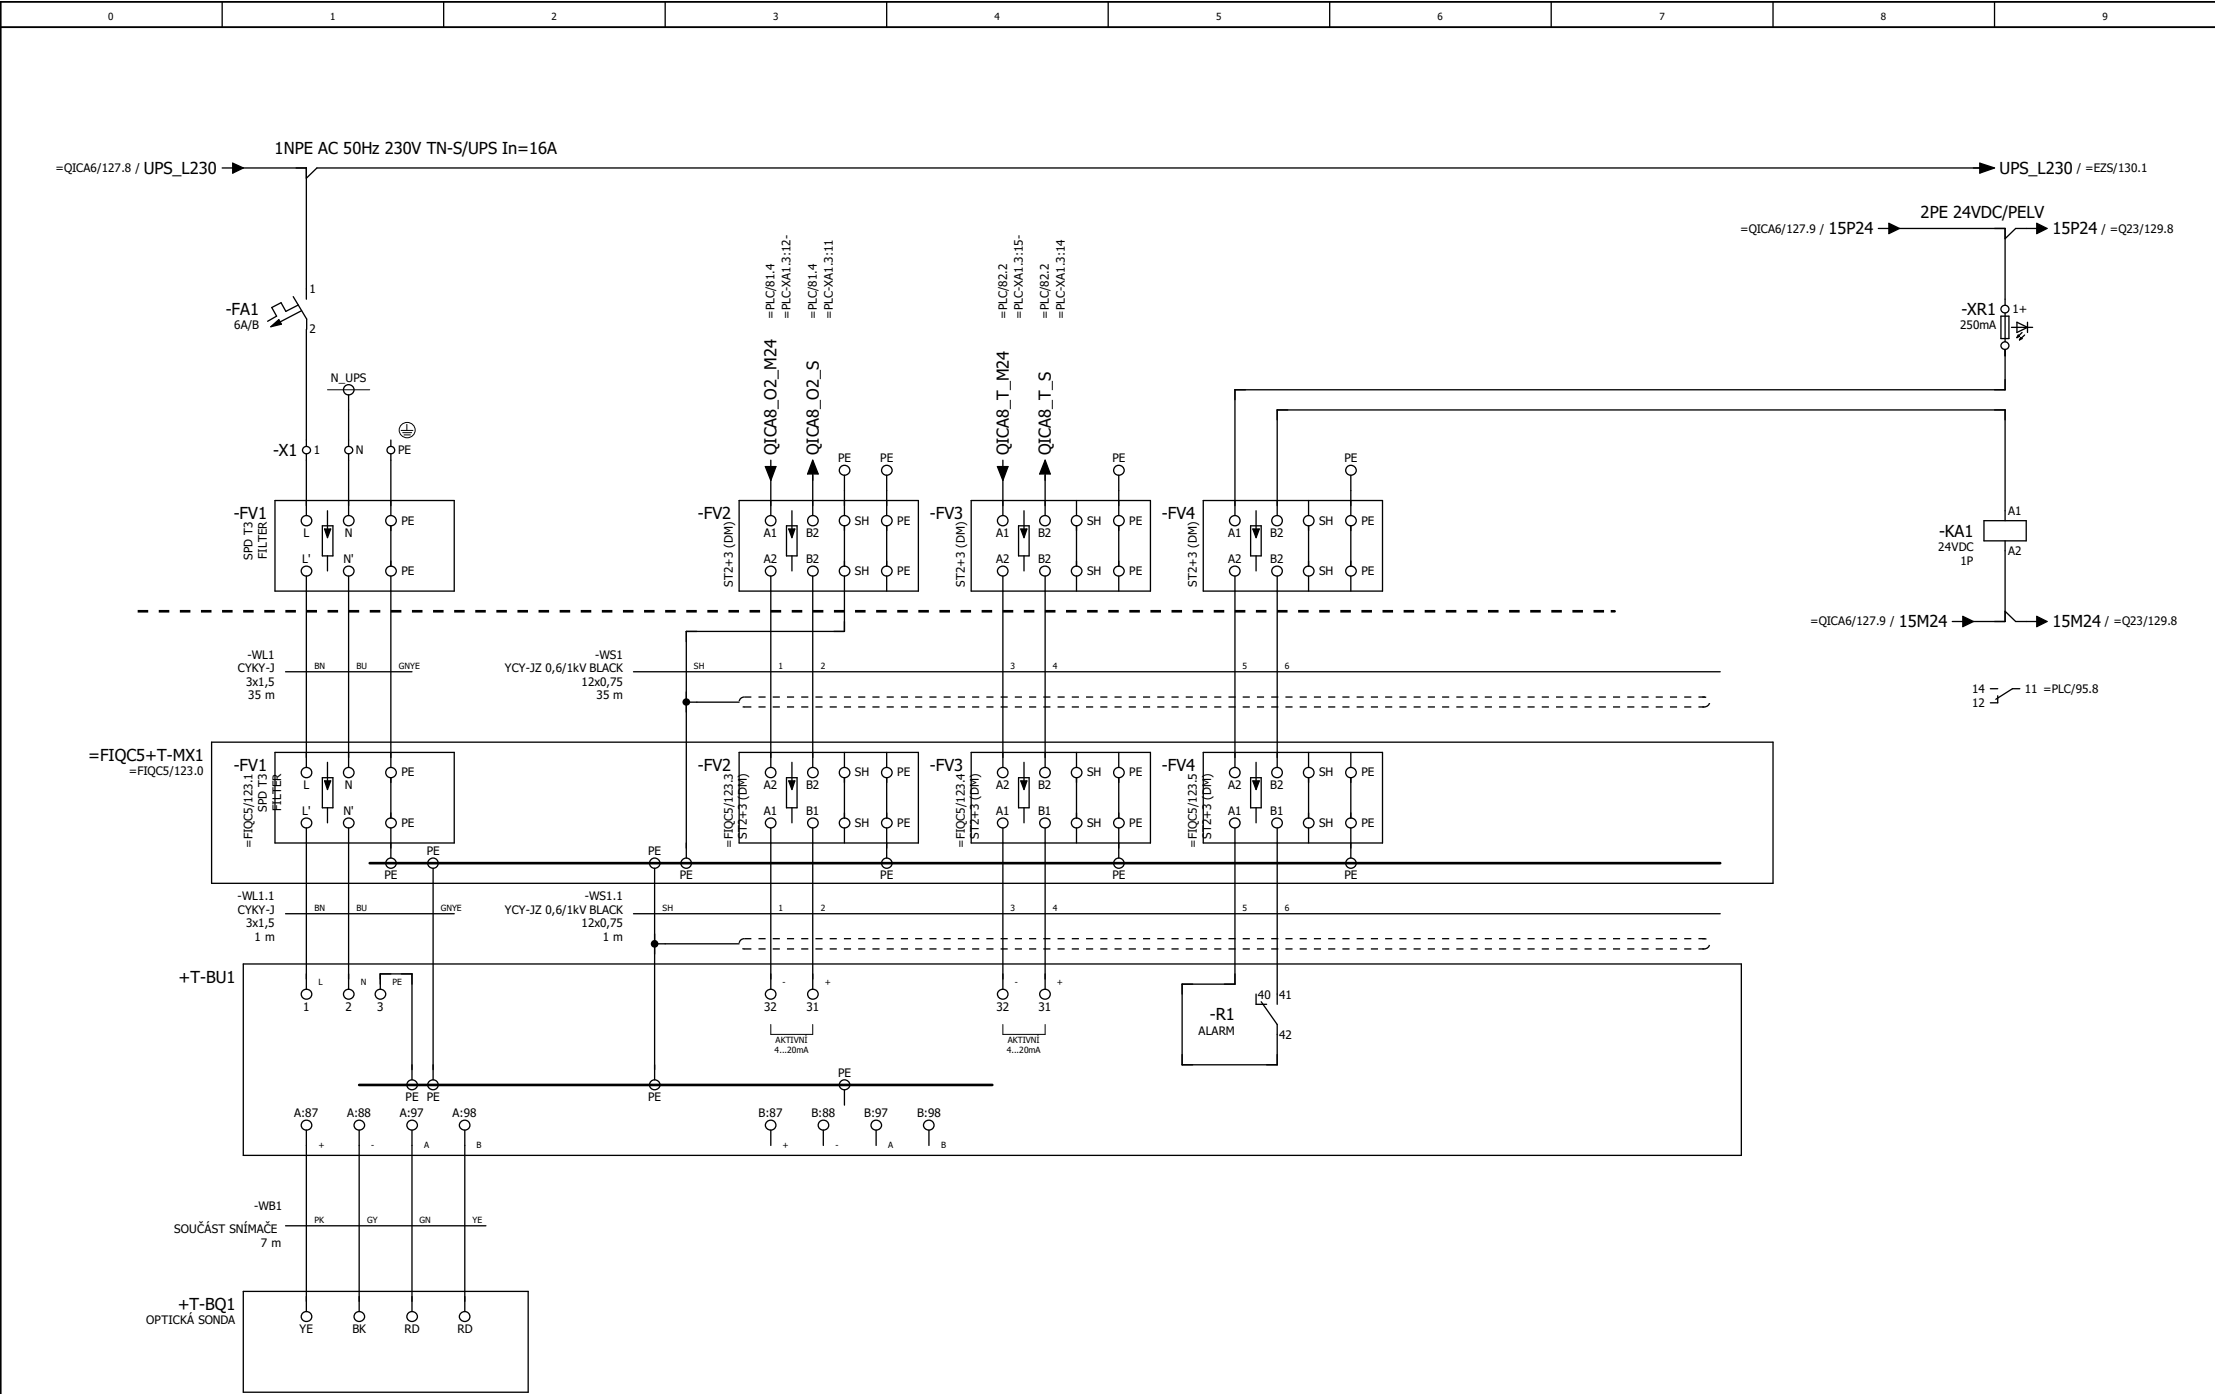 0 1 2 3 4 5 6 7 8 9
1NPE AC 50Hz 230V TN-S/UPS In=16A
=QICA6/127.8 / UPS_L230
UPS_L230 / =EZS/130.1
2PE 24VDC/PELV
=QICA6/127.9 / 15P24
15P24 / =Q23/129.8
=PLC/81.4
=PLC-XA1.3:12-
=PLC/81.4
=PLC-XA1.3:11
=PLC/82.2
=PLC-XA1.3:15-
=PLC/82.2
=PLC-XA1.3:14
QICA8_O2_M24
QICA8_O2_S
QICA8_T_M24
QICA8_T_S
-FA1
6A/B
1
2
-XR1
250mA
1+
N_UPS
-X1 1 N PE
PE PE PE PE
-FV1
SPD T3
FILTER
L N PE
L' N' PE
-FV2
ST2+3 (DM)
A1 B2 SH PE
A2 B2 SH PE
-FV3
ST2+3 (DM)
A1 B2 SH PE
A2 B2 SH PE
-FV4
ST2+3 (DM)
A1 B2 SH PE
A2 B2 SH PE
-KA1
24VDC
1P
A1
A2
=QICA6/127.9 / 15M24
15M24 / =Q23/129.8
-WL1
CYKY-J
3x1,5
35 m
BN BU GNYE
-WS1
YCY-JZ 0,6/1kV BLACK
12x0,75
35 m
SH 1 2 3 4 5 6
14
12
11 =PLC/95.8
=FIQC5+T-MX1
=FIQC5/123.0
-FV1
=FIQC5/123.1
SPD T3
FILTER
L N PE
L' N' PE
-FV2
=FIQC5/123.3
ST2+3 (DM)
A2 B2 SH PE
A1 B1 SH PE
-FV3
=FIQC5/123.4
ST2+3 (DM)
A2 B2 SH PE
A1 B1 SH PE
-FV4
=FIQC5/123.5
ST2+3 (DM)
A2 B2 SH PE
A1 B1 SH PE
PE PE
PE PE PE PE PE
-WL1.1
CYKY-J
3x1,5
1 m
BN BU GNYE
-WS1.1
YCY-JZ 0,6/1kV BLACK
12x0,75
1 m
SH 1 2 3 4 5 6
+T-BU1
L N PE
1 2 3
- +
32 31
AKTIVNÍ
4...20mA
- +
32 31
AKTIVNÍ
4...20mA
-R1
ALARM
40 41
42
PE
PE PE PE
A:87 A:88 A:97 A:98
+ - A B
B:87 B:88 B:97 B:98
+ - A B
-WB1
SOUČÁST SNÍMAČE
7 m
PK GY GN YE
+T-BQ1
OPTICKÁ SONDA
YE BK RD RD